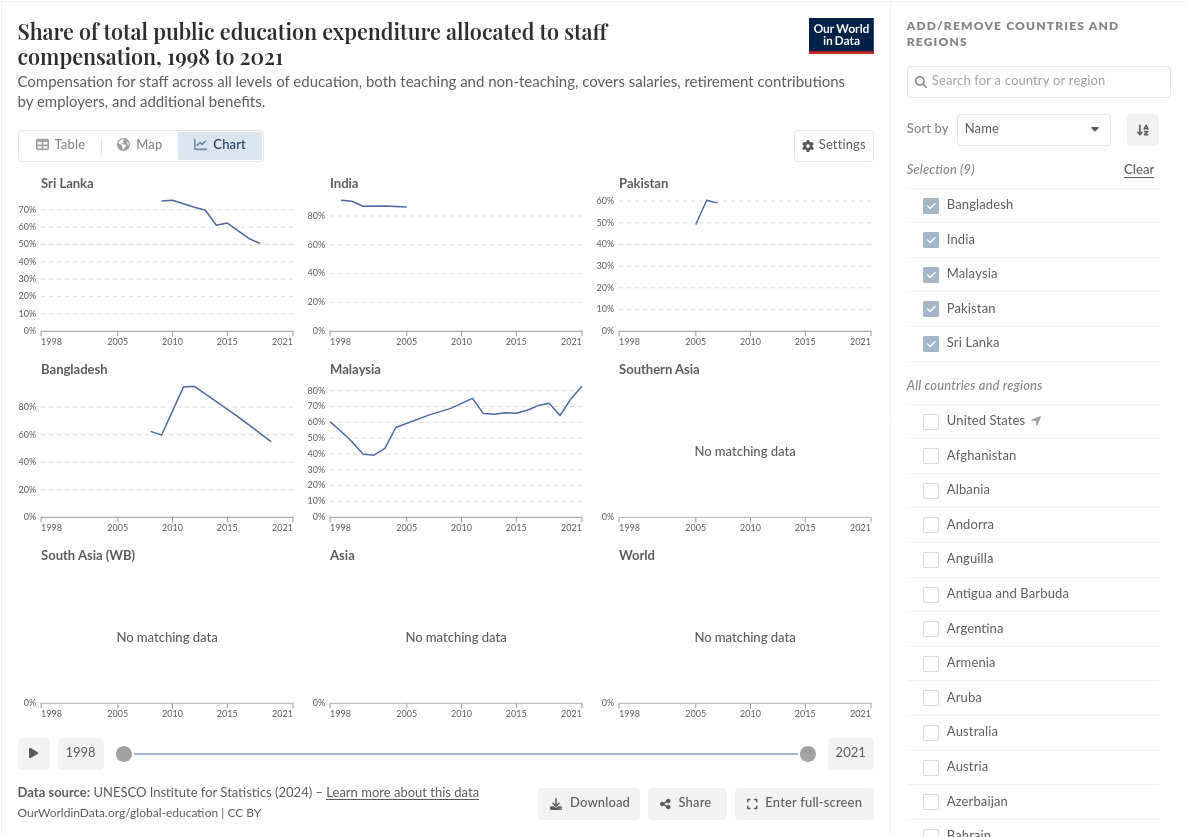 Share of total public education expenditure allocated to staff
compensation, 1998 to 2021
Our World
in Data
Compensation for staff across all levels of education, both teaching and non-teaching, covers salaries, retirement contributions
by employers, and additional benefits.
Table
Map
Chart
Settings
Sri Lanka
70%
60%
50%
40%
30%
20%
10%
0%
1998
2005
2010
2015
2021
India
80%
60%
40%
20%
0%
1998
2005
2010
2015
2021
Pakistan
60%
50%
40%
30%
20%
10%
0%
1998
2005
2010
2015
2021
Bangladesh
80%
60%
40%
20%
0%
1998
2005
2010
2015
2021
Malaysia
80%
70%
60%
50%
40%
30%
20%
10%
0%
1998
2005
2010
2015
2021
Southern Asia
No matching data
0%
1998
2005
2010
2015
2021
South Asia (WB)
No matching data
0%
1998
2005
2010
2015
2021
Asia
No matching data
0%
1998
2005
2010
2015
2021
World
No matching data
0%
1998
2005
2010
2015
2021
1998
2021
Data source: UNESCO Institute for Statistics (2024) – Learn more about this data
OurWorldinData.org/global-education | CC BY
Download
Share
Enter full-screen
ADD/REMOVE COUNTRIES AND
REGIONS
Search for a country or region
Sort by
Name
Selection (9)
Clear
Bangladesh
India
Malaysia
Pakistan
Sri Lanka
All countries and regions
United States
Afghanistan
Albania
Andorra
Anguilla
Antigua and Barbuda
Argentina
Armenia
Aruba
Australia
Austria
Azerbaijan
Bahrain